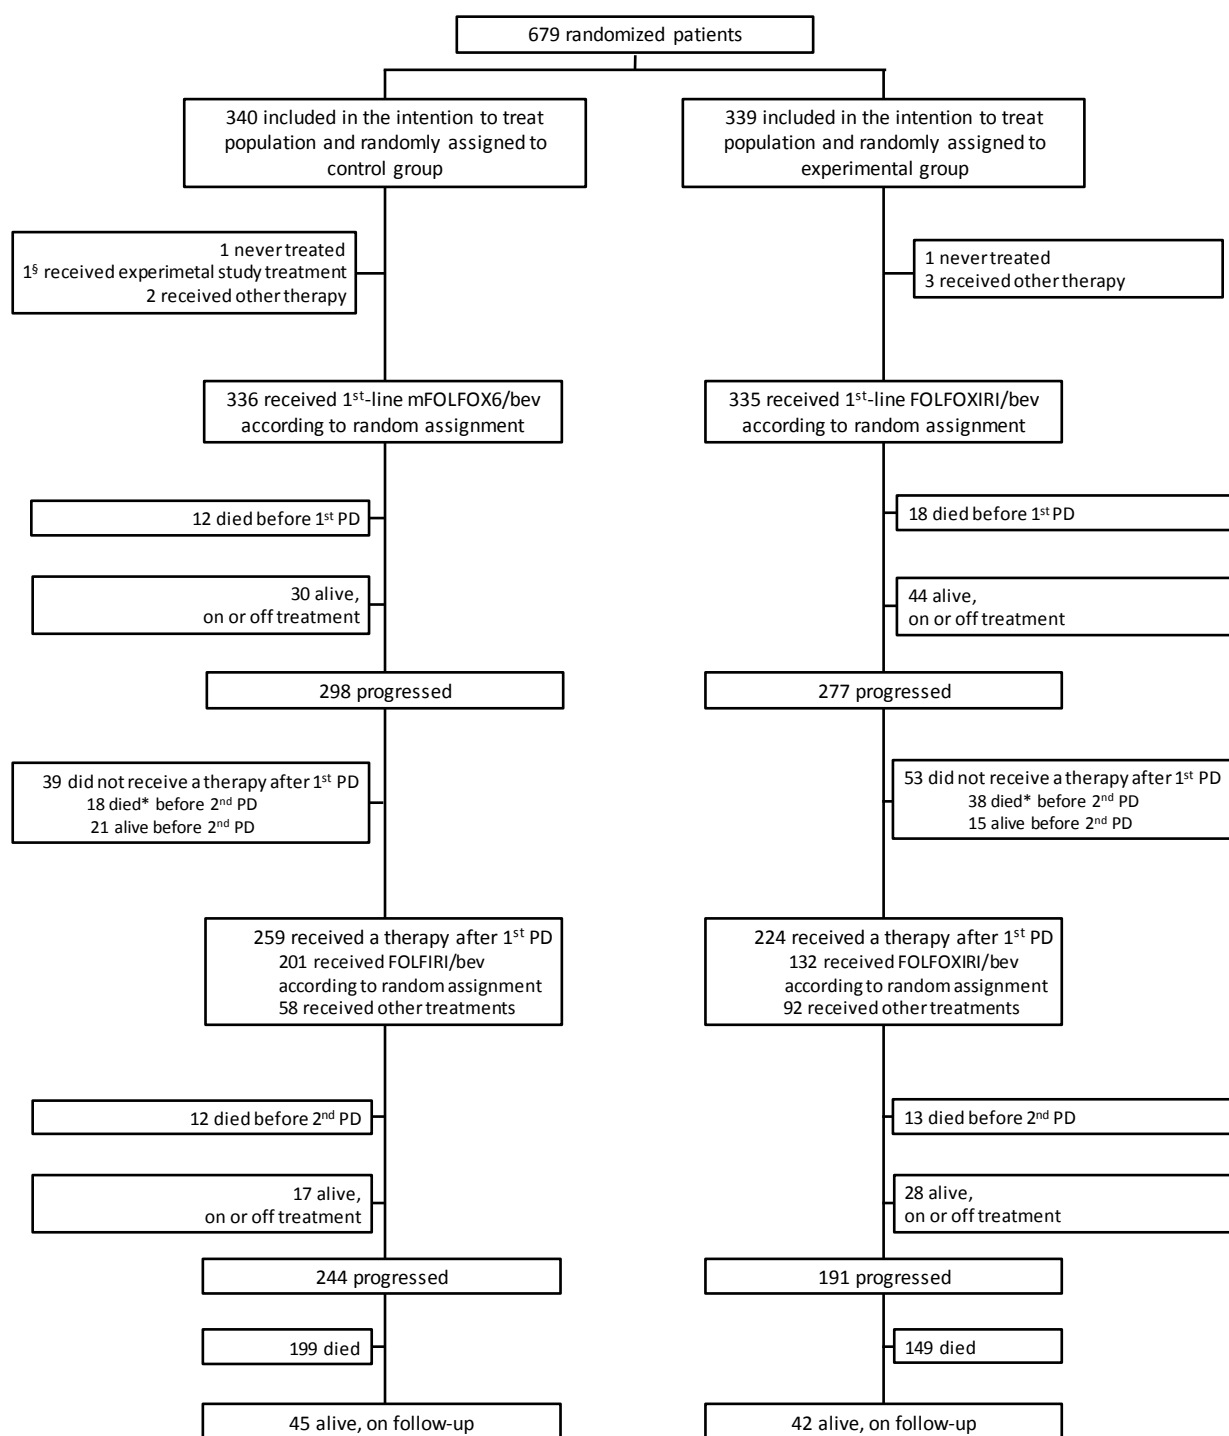 679 randomized patients
340 included in the intention to treat
population and randomly assigned to
control group
339 included in the intention to treat
population and randomly assigned to
experimental group
1 never treated
1§ received experimetal study treatment
2 received other therapy
1 never treated
3 received other therapy
336 received 1st-line mFOLFOX6/bev
according to random assignment
335 received 1st-line FOLFOXIRI/bev
according to random assignment
12 died before 1st PD
18 died before 1st PD
30 alive,
on or off treatment
44 alive,
on or off treatment
298 progressed
277 progressed
39 did not receive a therapy after 1st PD
18 died* before 2nd PD
21 alive before 2nd PD
53 did not receive a therapy after 1st PD
38 died* before 2nd PD
15 alive before 2nd PD
259 received a therapy after 1st PD
201 received FOLFIRI/bev
according to random assignment
58 received other treatments
224 received a therapy after 1st PD
132 received FOLFOXIRI/bev
according to random assignment
92 received other treatments
12 died before 2nd PD
13 died before 2nd PD
17 alive,
on or off treatment
28 alive,
on or off treatment
244 progressed
191 progressed
199 died
149 died
45 alive, on follow-up
42 alive, on follow-up